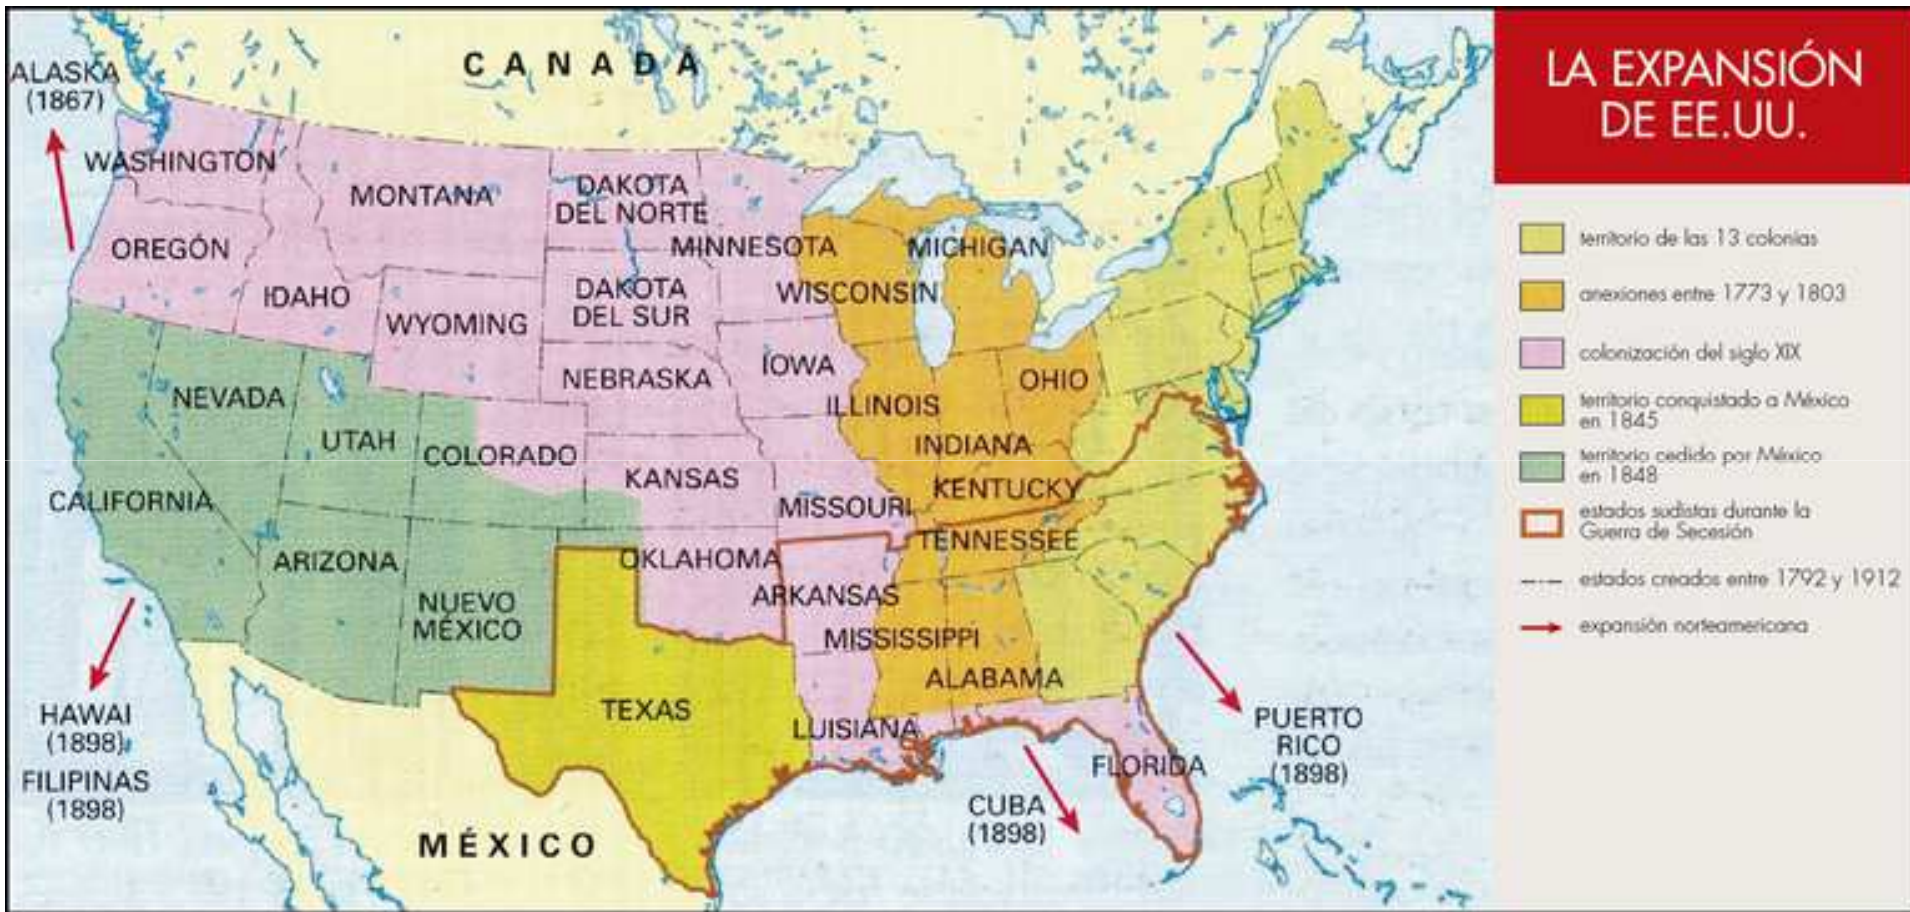 LA EXPANSIÓN
DE EE.UU.
territorio de las 13 colonias
anexiones entre 1773 y 1803
colonización del siglo XIX
territorio conquistado a México
en 1845
territorio cedido por México
en 1848
estados sudistas durante la
Guerra de Secesión
estados creados entre 1792 y 1912
expansión norteamericana
CANADÁ
ALASKA
(1867)
WASHINGTON
MONTANA
DAKOTA
DEL NORTE
MINNESOTA
MICHIGAN
OREGÓN
IDAHO
WYOMING
DAKOTA
DEL SUR
WISCONSIN
IOWA
NEBRASKA
NEVADA
UTAH
COLORADO
ILLINOIS
OHIO
INDIANA
KANSAS
MISSOURI
KENTUCKY
CALIFORNIA
ARIZONA
NUEVO
MÉXICO
OKLAHOMA
TENNESSEE
ARKANSAS
MISSISSIPPI
ALABAMA
TEXAS
LUISIANA
FLORIDA
HAWAI
(1898)
FILIPINAS
(1898)
MÉXICO
CUBA
(1898)
PUERTO
RICO
(1898)